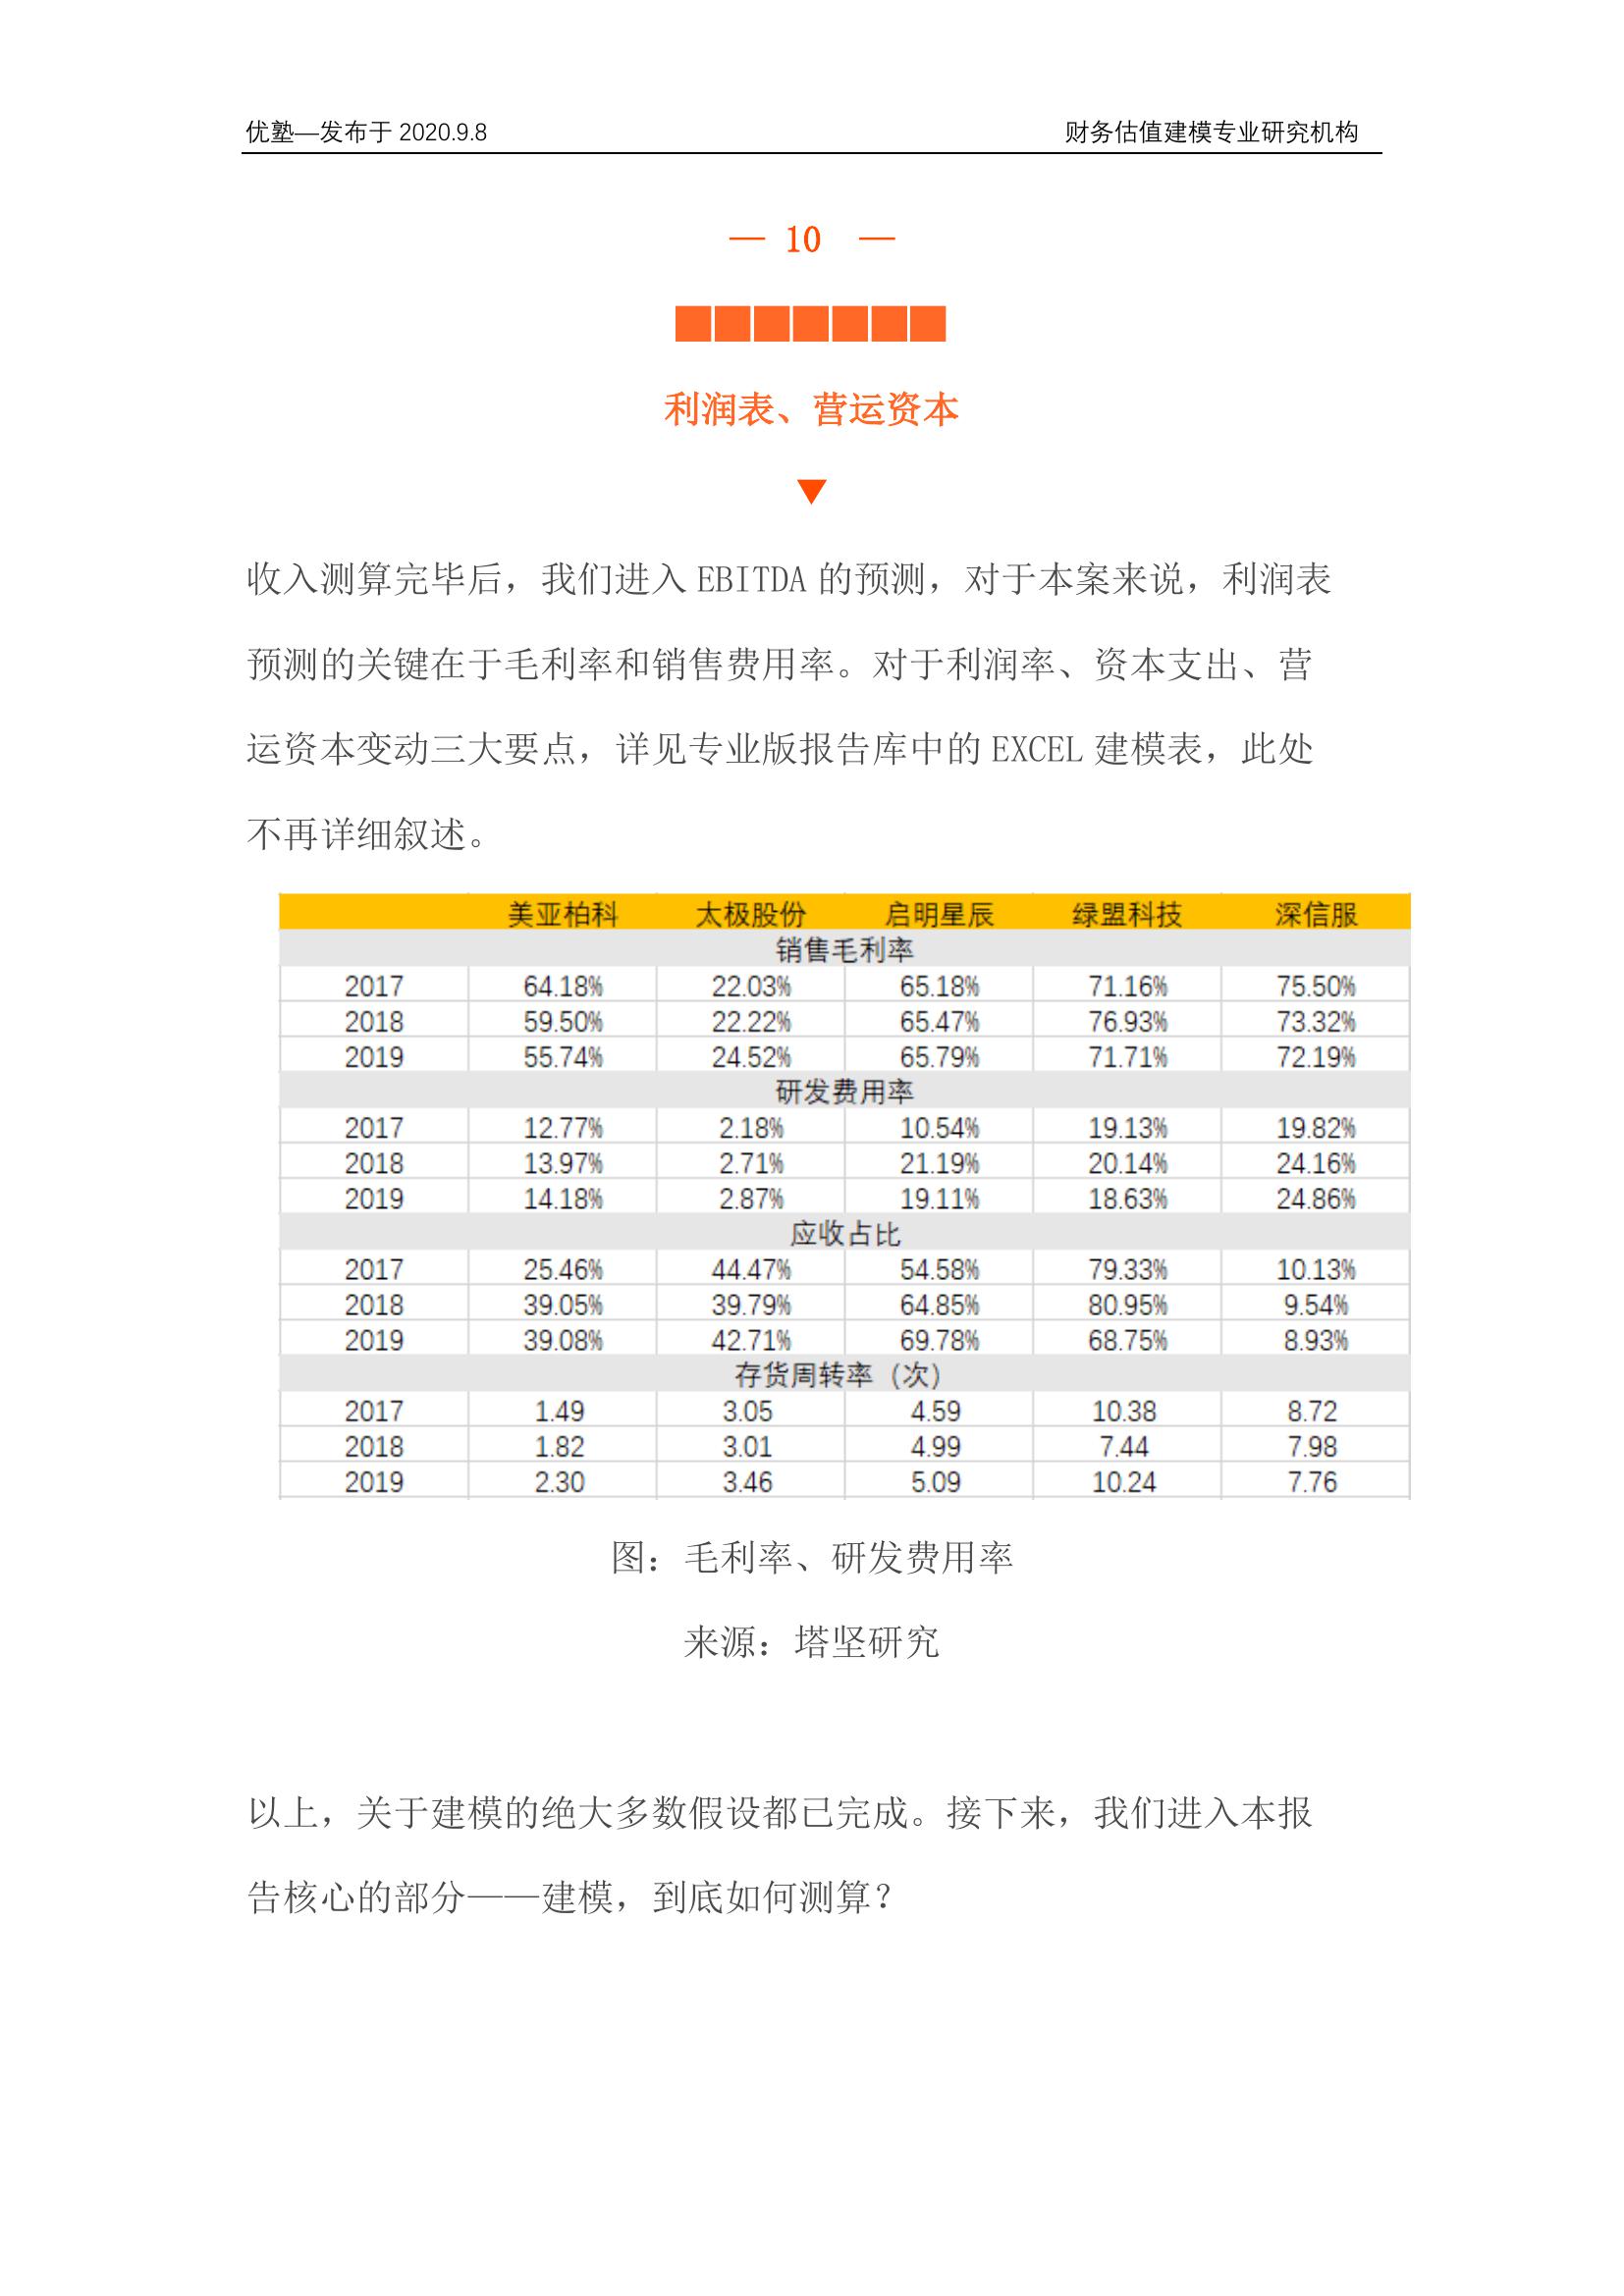 优塾—发布于 2020.9.8 财务估值建模专业研究机构
— 10 —
利润表、营运资本
收入测算完毕后，我们进入 EBITDA 的预测，对于本案来说，利润表
预测的关键在于毛利率和销售费用率。对于利润率、资本支出、营
运资本变动三大要点，详见专业版报告库中的 EXCEL 建模表，此处
不再详细叙述。
美亚柏科 太极股份 启明星辰 绿盟科技 深信服
销售毛利率
2017 64.18% 22.03% 65.18% 71.16% 75.50%
2018 59.50% 22.22% 65.47% 76.93% 73.32%
2019 55.74% 24.52% 65.79% 71.71% 72.19%
研发费用率
2017 12.77% 2.18% 10.54% 19.13% 19.82%
2018 13.97% 2.71% 21.19% 20.14% 24.16%
2019 14.18% 2.87% 19.11% 18.63% 24.86%
应收占比
2017 25.46% 44.47% 54.58% 79.33% 10.13%
2018 39.05% 39.79% 64.85% 80.95% 9.54%
2019 39.08% 42.71% 69.78% 68.75% 8.93%
存货周转率（次）
2017 1.49 3.05 4.59 10.38 8.72
2018 1.82 3.01 4.99 7.44 7.98
2019 2.30 3.46 5.09 10.24 7.76
图：毛利率、研发费用率
来源：塔坚研究
以上，关于建模的绝大多数假设都已完成。接下来，我们进入本报
告核心的部分——建模，到底如何测算？